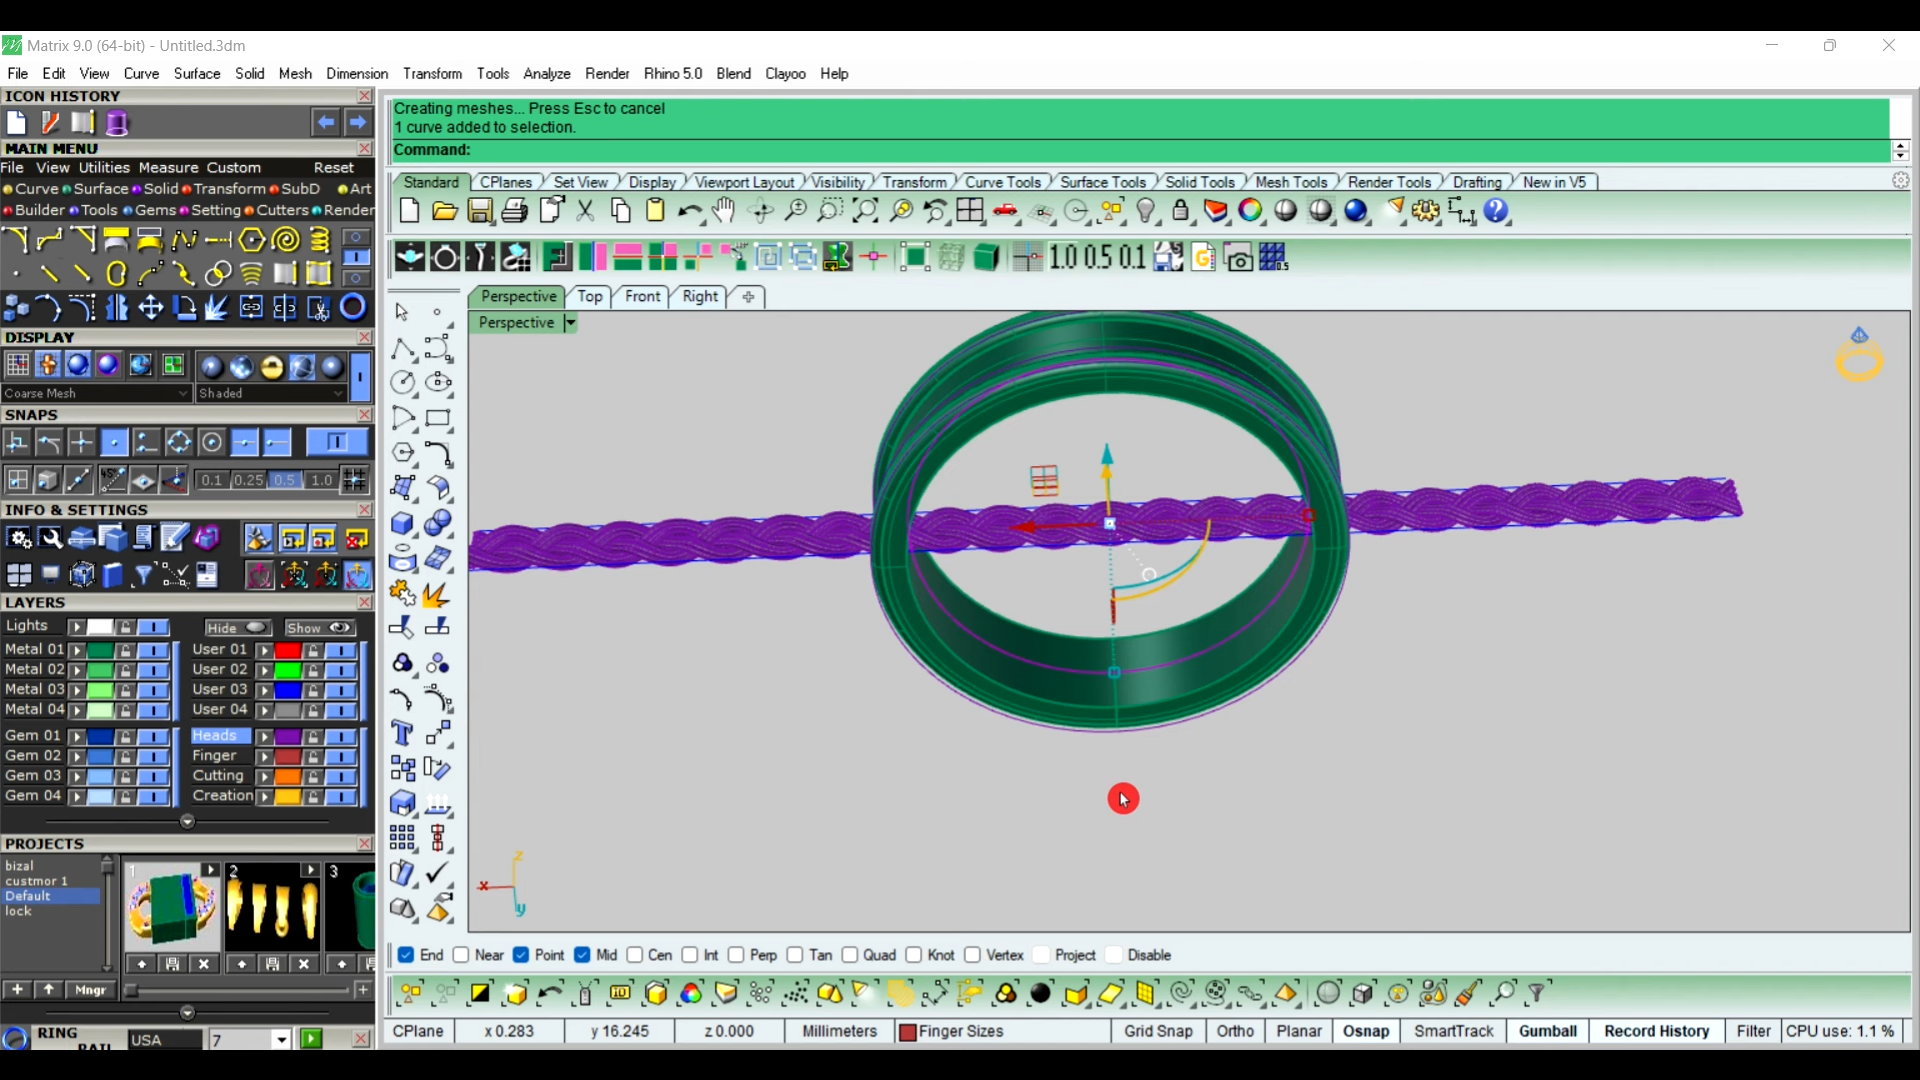 Matrix 9.0 (64-bit) - Untitled.3dm
File Edit View Curve Surface Solid Mesh Dimension Transform Tools Analyze Render Rhino 5.0 Blend Clayoo Help
ICON HISTORY
MAIN MENU
File View Utilities Measure Custom Reset
Curve Surface Solid Transform SubD Art
Builder Tools Gems Setting Cutters Render
DISPLAY
Coarse Mesh Shaded
SNAPS
0.1 0.25 0.5 1.0
INFO & SETTINGS
LAYERS
Lights Hide Show
Metal 01 User 01
Metal 02 User 02
Metal 03 User 03
Metal 04 User 04
Gem 01 Heads
Gem 02 Finger
Gem 03 Cutting
Gem 04 Creation
PROJECTS
bizal
custmor 1
Default
lock
1 2 3
Mngr
RING
RAIL
USA 7
Creating meshes... Press Esc to cancel
1 curve added to selection.
Command:
Standard CPlanes Set View Display Viewport Layout Visibility Transform Curve Tools Surface Tools Solid Tools Mesh Tools Render Tools Drafting New in V5
1.0 0.5 0.1
Perspective Top Front Right
Perspective
z
x
y
End Near Point Mid Cen Int Perp Tan Quad Knot Vertex Project Disable
CPlane x 0.283 y 16.245 z 0.000 Millimeters Finger Sizes Grid Snap Ortho Planar Osnap SmartTrack Gumball Record History Filter CPU use: 1.1 %